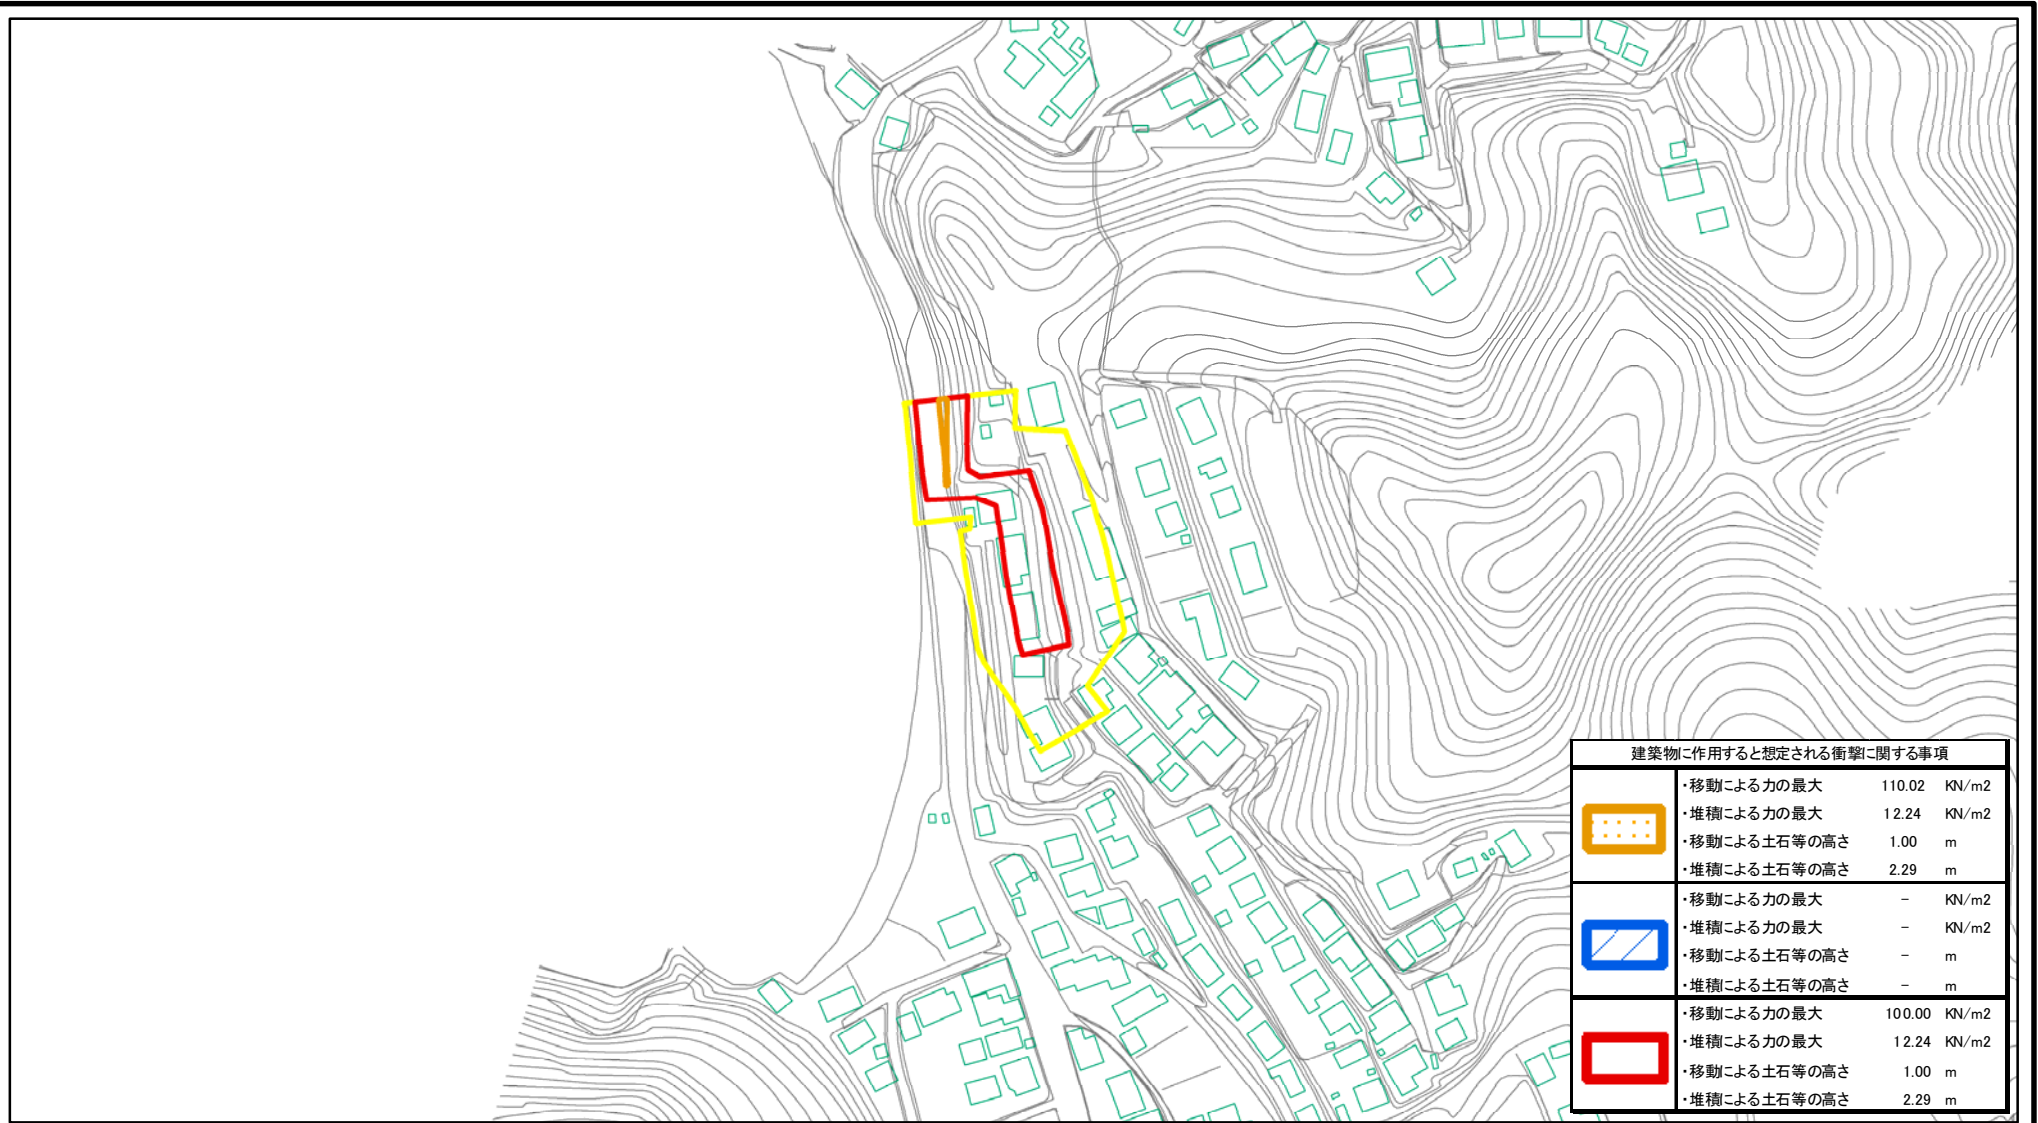 建築物に作用すると想定される衝撃に関する事項
・移動による力の最大 110.02 KN/m2
・堆積による力の最大 12.24 KN/m2
・移動による土石等の高さ 1.00 m
・堆積による土石等の高さ 2.29 m
・移動による力の最大 － KN/m2
・堆積による力の最大 － KN/m2
・移動による土石等の高さ － m
・堆積による土石等の高さ － m
・移動による力の最大 100.00 KN/m2
・堆積による力の最大 12.24 KN/m2
・移動による土石等の高さ 1.00 m
・堆積による土石等の高さ 2.29 m